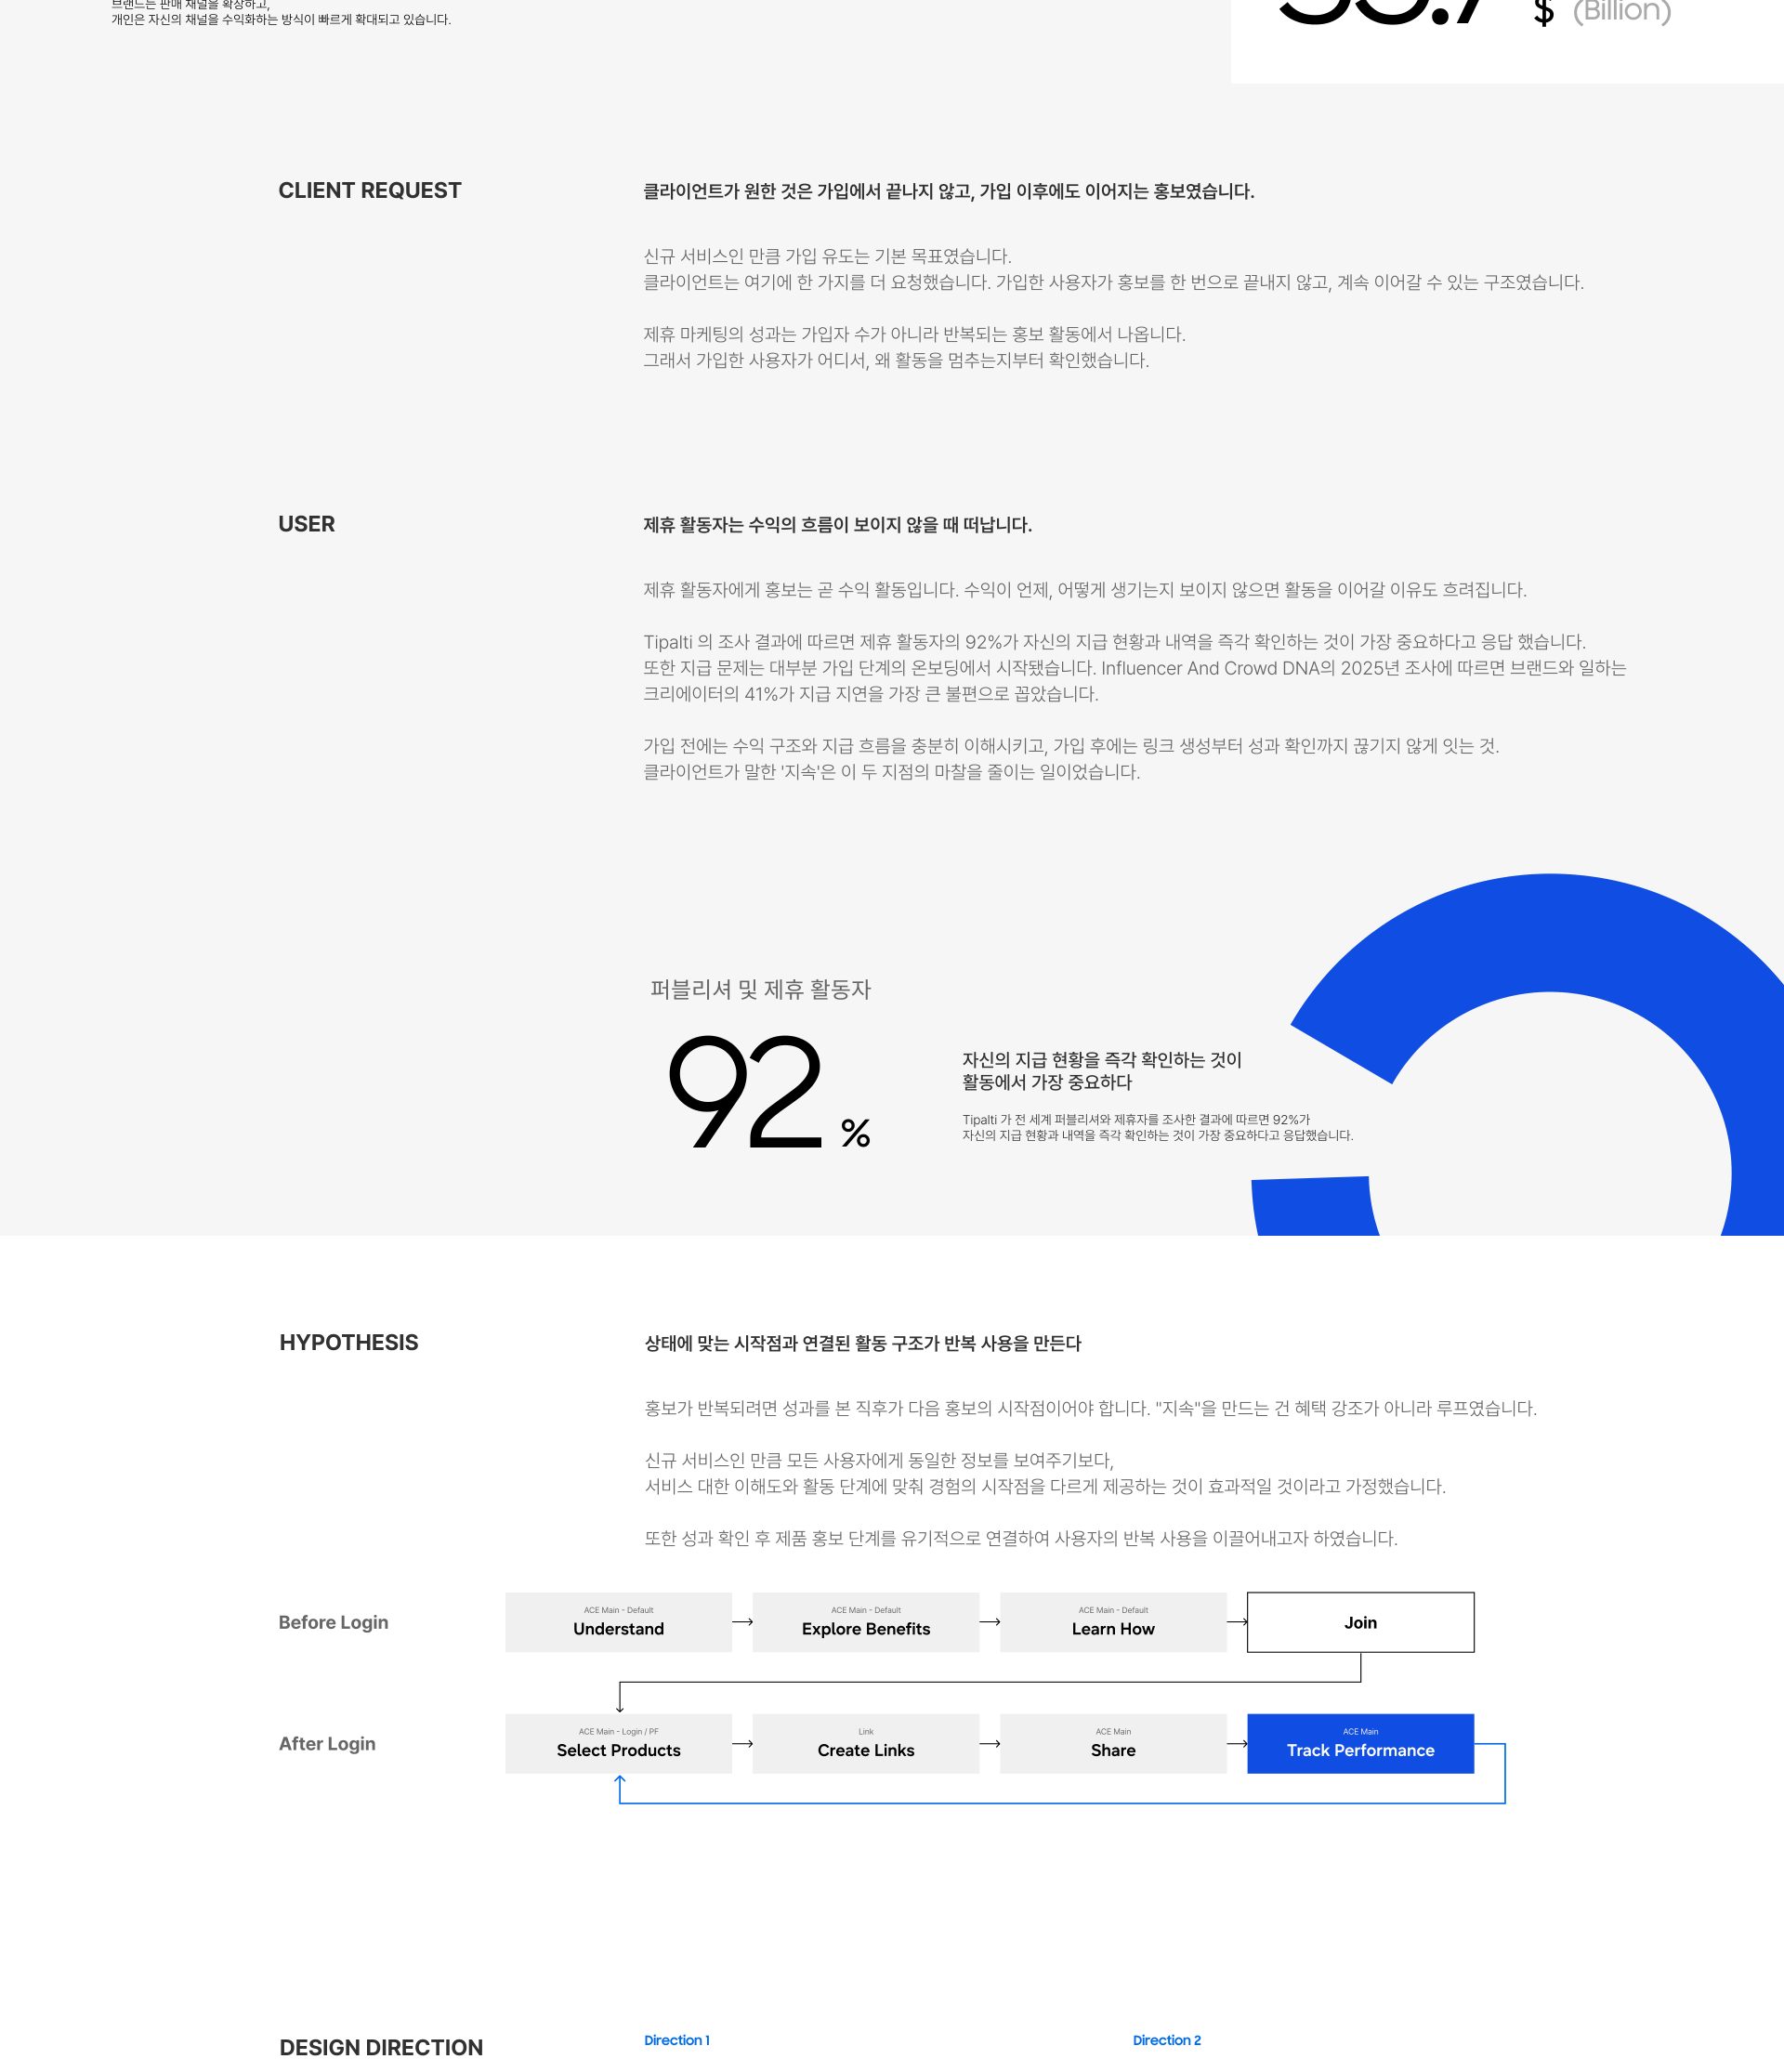 브랜드는 판매 채널을 확장하고,
개인은 자신의 채널을 수익화하는 방식이 빠르게 확대되고 있습니다.
$ (Billion)
CLIENT REQUEST
클라이언트가 원한 것은 가입에서 끝나지 않고, 가입 이후에도 이어지는 홍보였습니다.
신규 서비스인 만큼 가입 유도는 기본 목표였습니다.
클라이언트는 여기에 한 가지를 더 요청했습니다. 가입한 사용자가 홍보를 한 번으로 끝내지 않고, 계속 이어갈 수 있는 구조였습니다.
제휴 마케팅의 성과는 가입자 수가 아니라 반복되는 홍보 활동에서 나옵니다.
그래서 가입한 사용자가 어디서, 왜 활동을 멈추는지부터 확인했습니다.
USER
제휴 활동자는 수익의 흐름이 보이지 않을 때 떠납니다.
제휴 활동자에게 홍보는 곧 수익 활동입니다. 수익이 언제, 어떻게 생기는지 보이지 않으면 활동을 이어갈 이유도 흐려집니다.
Tipalti 의 조사 결과에 따르면 제휴 활동자의 92%가 자신의 지급 현황과 내역을 즉각 확인하는 것이 가장 중요하다고 응답 했습니다.
또한 지급 문제는 대부분 가입 단계의 온보딩에서 시작됐습니다. Influencer And Crowd DNA의 2025년 조사에 따르면 브랜드와 일하는
크리에이터의 41%가 지급 지연을 가장 큰 불편으로 꼽았습니다.
가입 전에는 수익 구조와 지급 흐름을 충분히 이해시키고, 가입 후에는 링크 생성부터 성과 확인까지 끊기지 않게 잇는 것.
클라이언트가 말한 '지속'은 이 두 지점의 마찰을 줄이는 일이었습니다.
퍼블리셔 및 제휴 활동자
92 %
자신의 지급 현황을 즉각 확인하는 것이
활동에서 가장 중요하다
Tipalti 가 전 세계 퍼블리셔와 제휴자를 조사한 결과에 따르면 92%가
자신의 지급 현황과 내역을 즉각 확인하는 것이 가장 중요하다고 응답했습니다.
HYPOTHESIS
상태에 맞는 시작점과 연결된 활동 구조가 반복 사용을 만든다
홍보가 반복되려면 성과를 본 직후가 다음 홍보의 시작점이어야 합니다. "지속"을 만드는 건 혜택 강조가 아니라 루프였습니다.
신규 서비스인 만큼 모든 사용자에게 동일한 정보를 보여주기보다,
서비스 대한 이해도와 활동 단계에 맞춰 경험의 시작점을 다르게 제공하는 것이 효과적일 것이라고 가정했습니다.
또한 성과 확인 후 제품 홍보 단계를 유기적으로 연결하여 사용자의 반복 사용을 이끌어내고자 하였습니다.
Before Login
ACE Main - Default
Understand
ACE Main - Default
Explore Benefits
ACE Main - Default
Learn How
Join
After Login
ACE Main - Login / PF
Select Products
Link
Create Links
ACE Main
Share
ACE Main
Track Performance
DESIGN DIRECTION
Direction 1
Direction 2